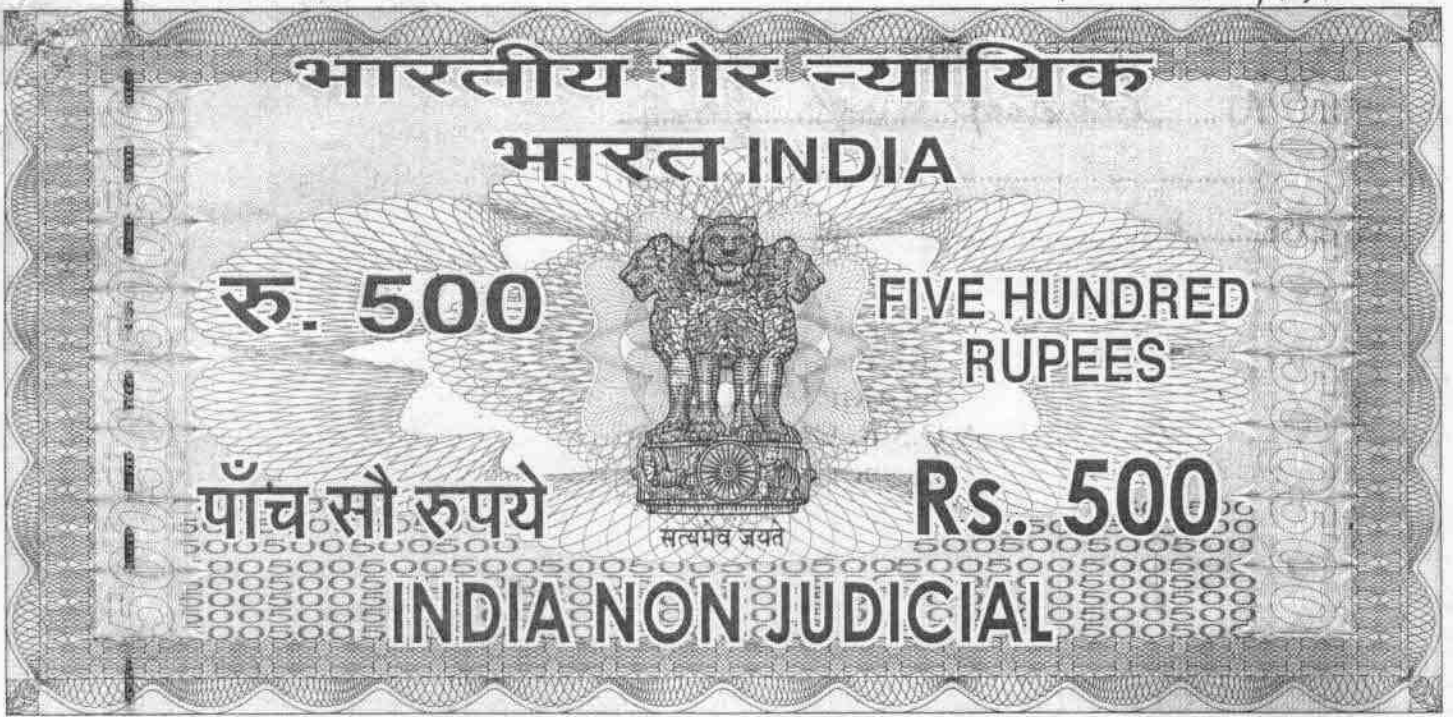 भारतीय गैर न्यायिक
भारत INDIA
रु. 500
FIVE HUNDRED
RUPEES
पाँच सौ रुपये
Rs. 500
सत्यमेव जयते
INDIA NON JUDICIAL